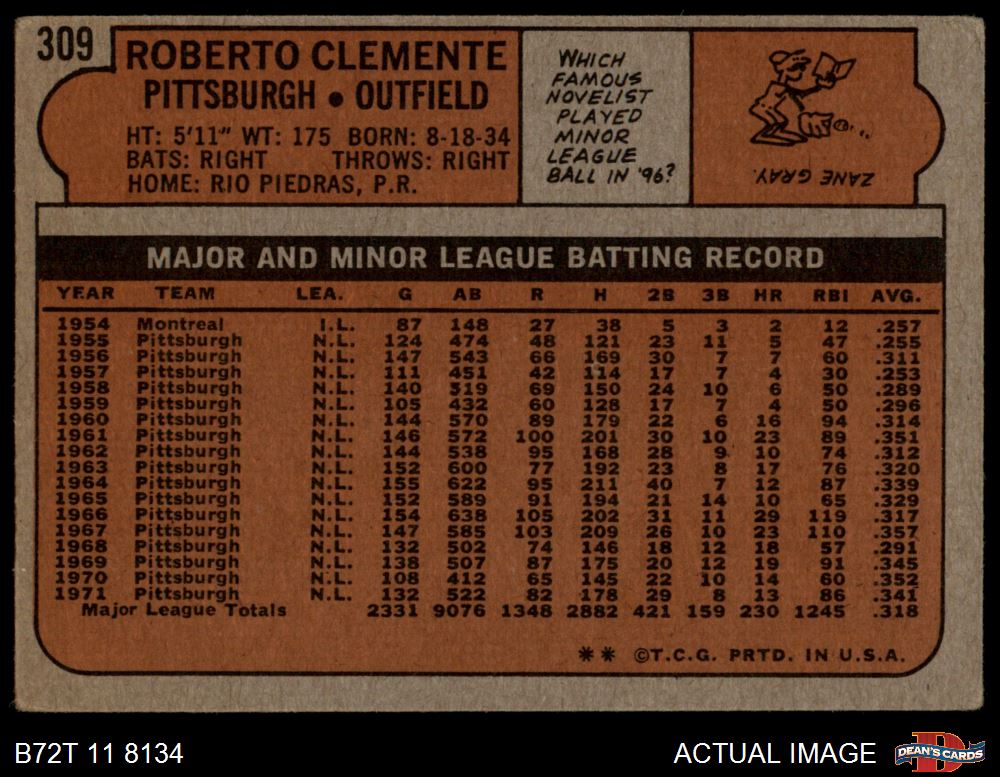 309
ROBERTO CLEMENTE
PITTSBURGH • OUTFIELD
HT: 5'11" WT: 175 BORN: 8-18-34
BATS: RIGHT THROWS: RIGHT
HOME: RIO PIEDRAS, P.R.
WHICH
FAMOUS
NOVELIST
PLAYED
MINOR
LEAGUE
BALL IN '96?
ZANE GRAY.
MAJOR AND MINOR LEAGUE BATTING RECORD
YEAR TEAM LEA. G AB R H 2B 3B HR RBI AVG.
1954 Montreal I.L. 87 148 27 38 5 3 2 12 .257
1955 Pittsburgh N.L. 124 474 48 121 23 11 5 47 .255
1956 Pittsburgh N.L. 147 543 66 169 30 7 7 60 .311
1957 Pittsburgh N.L. 111 451 42 114 17 7 4 30 .253
1958 Pittsburgh N.L. 140 519 69 150 24 10 6 50 .289
1959 Pittsburgh N.L. 105 432 60 128 17 7 4 50 .296
1960 Pittsburgh N.L. 144 570 89 179 22 6 16 94 .314
1961 Pittsburgh N.L. 146 572 100 201 30 10 23 89 .351
1962 Pittsburgh N.L. 144 538 95 168 28 9 10 74 .312
1963 Pittsburgh N.L. 152 600 77 192 23 8 17 76 .320
1964 Pittsburgh N.L. 155 622 95 211 40 7 12 87 .339
1965 Pittsburgh N.L. 152 589 91 194 21 14 10 65 .329
1966 Pittsburgh N.L. 154 638 105 202 31 11 29 119 .317
1967 Pittsburgh N.L. 147 585 103 209 26 10 23 110 .357
1968 Pittsburgh N.L. 132 502 74 146 18 12 18 57 .291
1969 Pittsburgh N.L. 138 507 87 175 20 12 19 91 .345
1970 Pittsburgh N.L. 108 412 65 145 22 10 14 60 .352
1971 Pittsburgh N.L. 132 522 82 178 29 8 13 86 .341
Major League Totals 2331 9076 1348 2882 421 159 230 1245 .318
** ©T.C.G. PRTD. IN U.S.A.
B72T 11 8134
ACTUAL IMAGE
DEAN'S CARDS